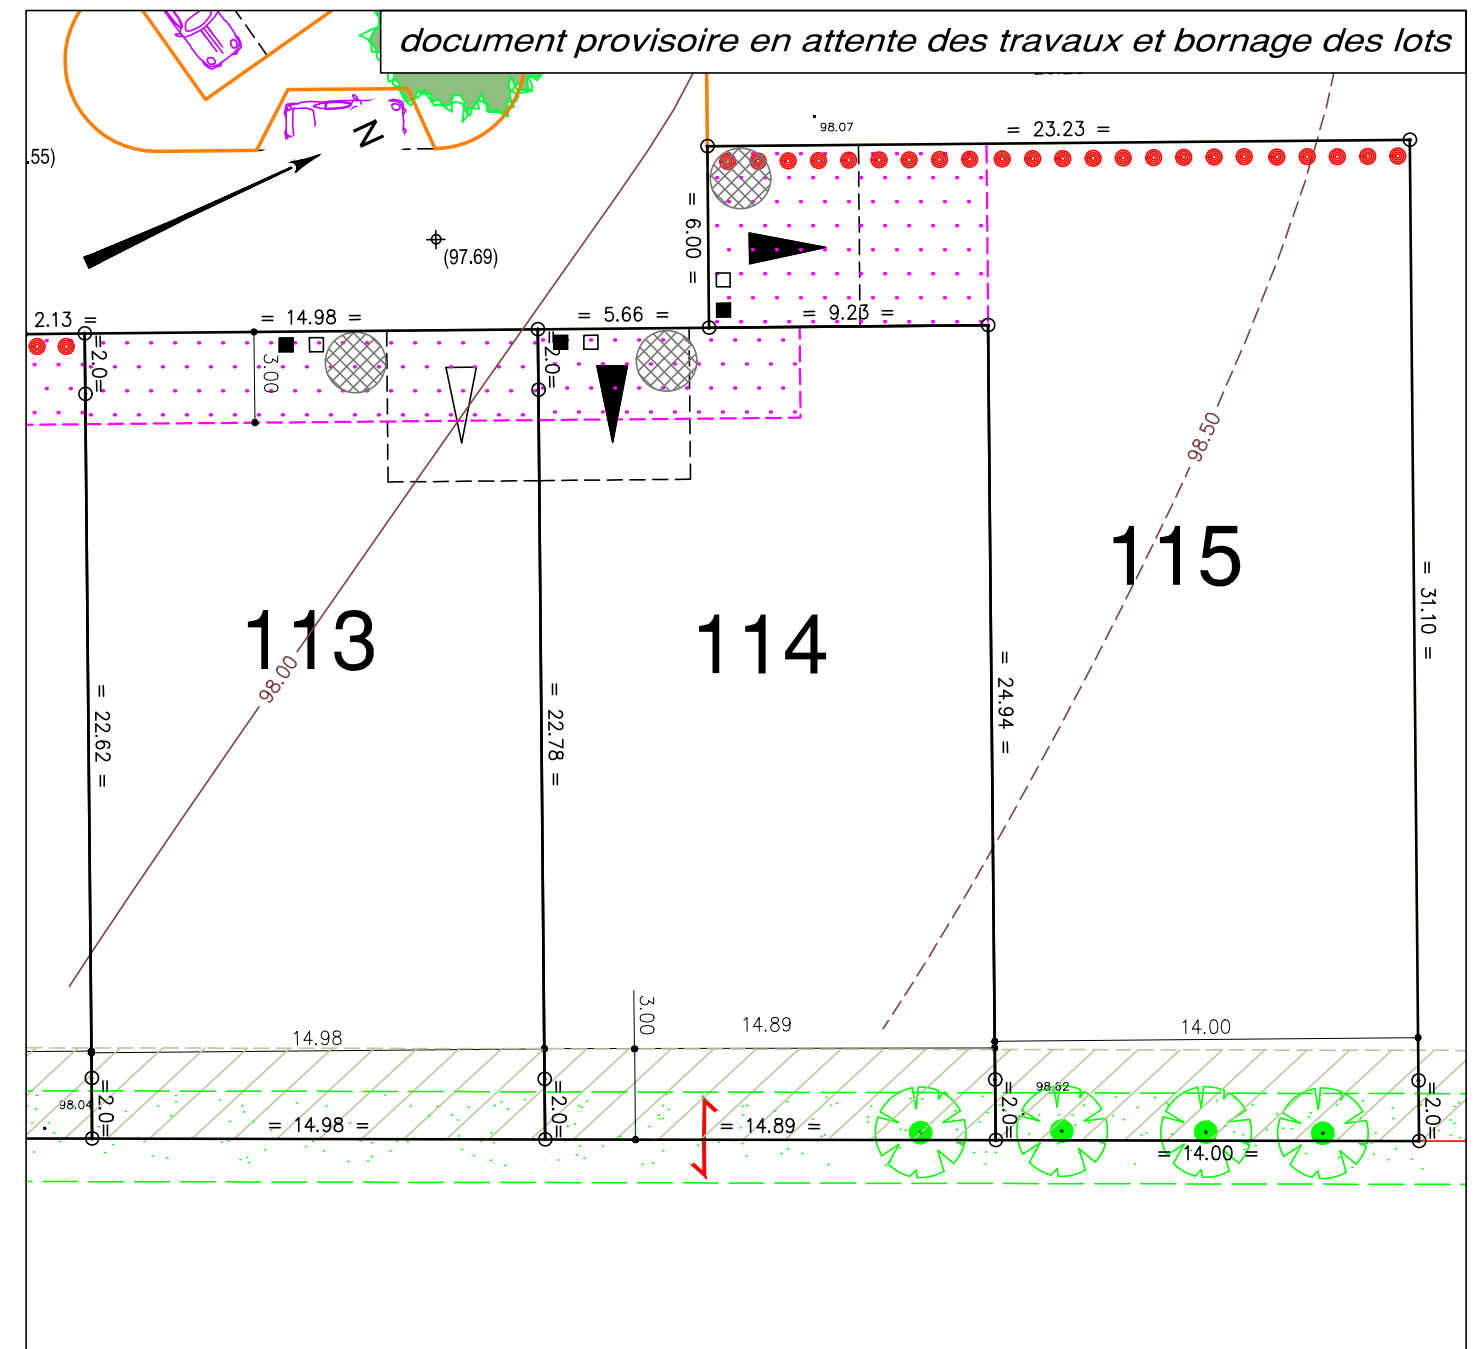 document provisoire en attente des travaux et bornage des lots
98.07
= 23.23 =
N
.55)
(97.69)
= 6.00 =
2.13 =
= 14.98 =
= 5.66 =
= 9.23 =
=2.0=
3.00
=2.0=
98.50
115
113
114
98.00
= 31.10 =
= 22.62 =
= 22.78 =
= 24.94 =
14.98
3.00
14.89
14.00
98.04
=2.0=
=2.0=
98.62
=2.0=
=2.0=
= 14.98 =
= 14.89 =
= 14.00 =